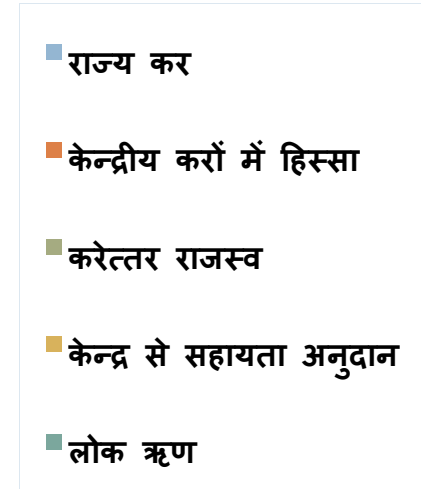 राज्य कर
केन्द्रीय करों में हिस्सा
करेत्तर राजस्व
केन्द्र से सहायता अनुदान
लोक ऋण